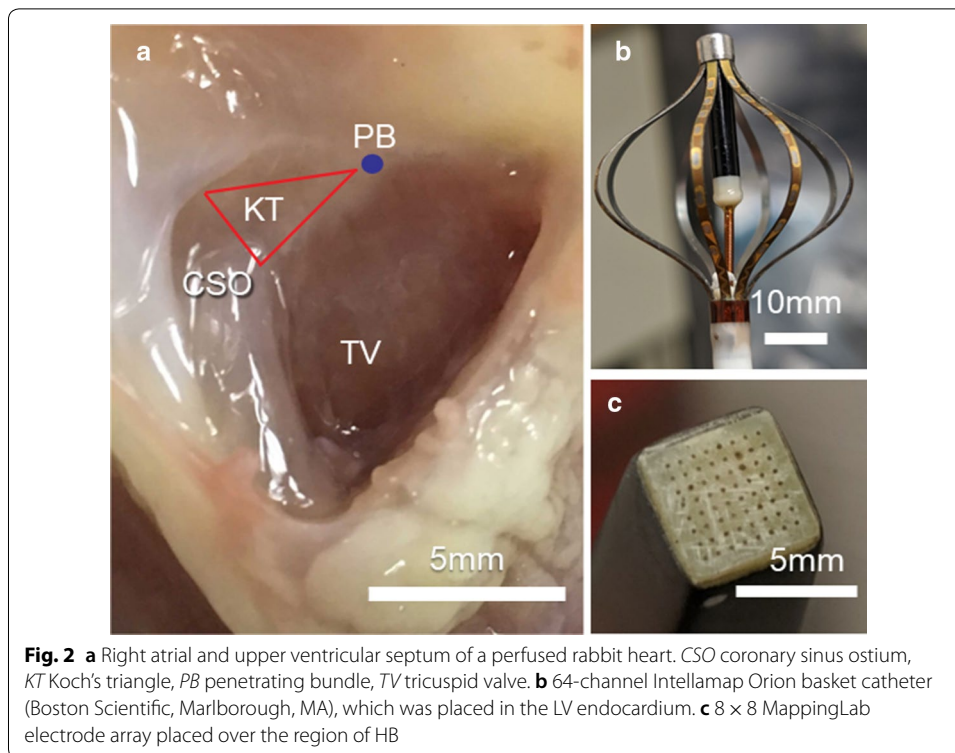 a
PB
KT
CSO
TV
5mm
b
10mm
c
5mm
Fig. 2 a Right atrial and upper ventricular septum of a perfused rabbit heart. CSO coronary sinus ostium,
KT Koch's triangle, PB penetrating bundle, TV tricuspid valve. b 64-channel Intellamap Orion basket catheter
(Boston Scientific, Marlborough, MA), which was placed in the LV endocardium. c 8 × 8 MappingLab
electrode array placed over the region of HB